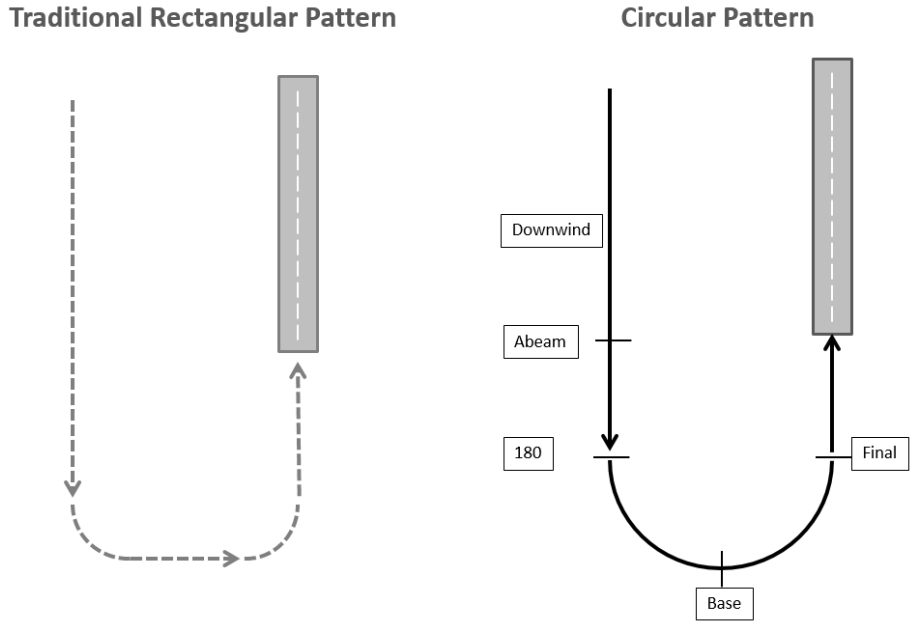 Traditional Rectangular Pattern
Circular Pattern
Downwind
Abeam
180
Final
Base